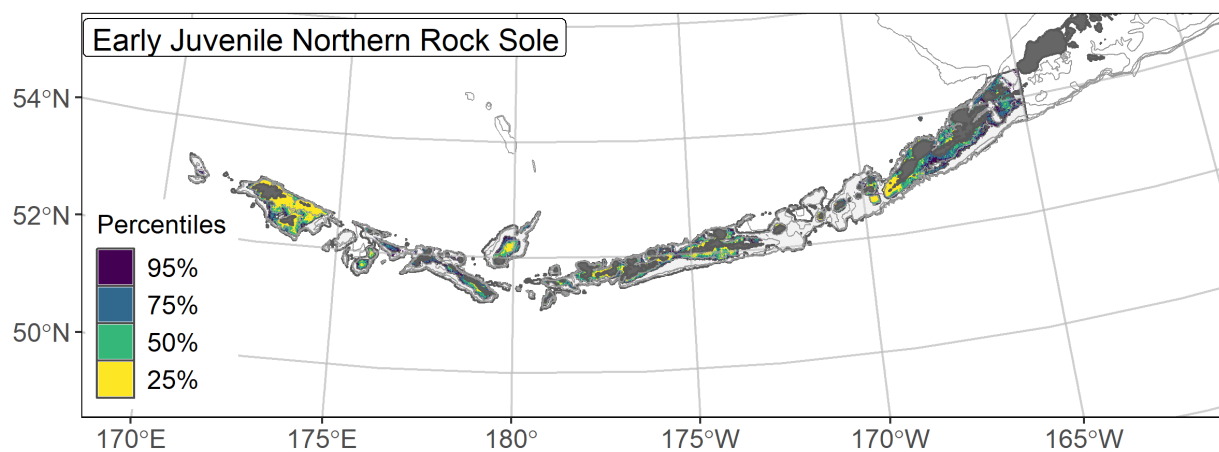 Early Juvenile Northern Rock Sole
54°N
52°N
50°N
Percentiles
95%
75%
50%
25%
170°E
175°E
180°
175°W
170°W
165°W